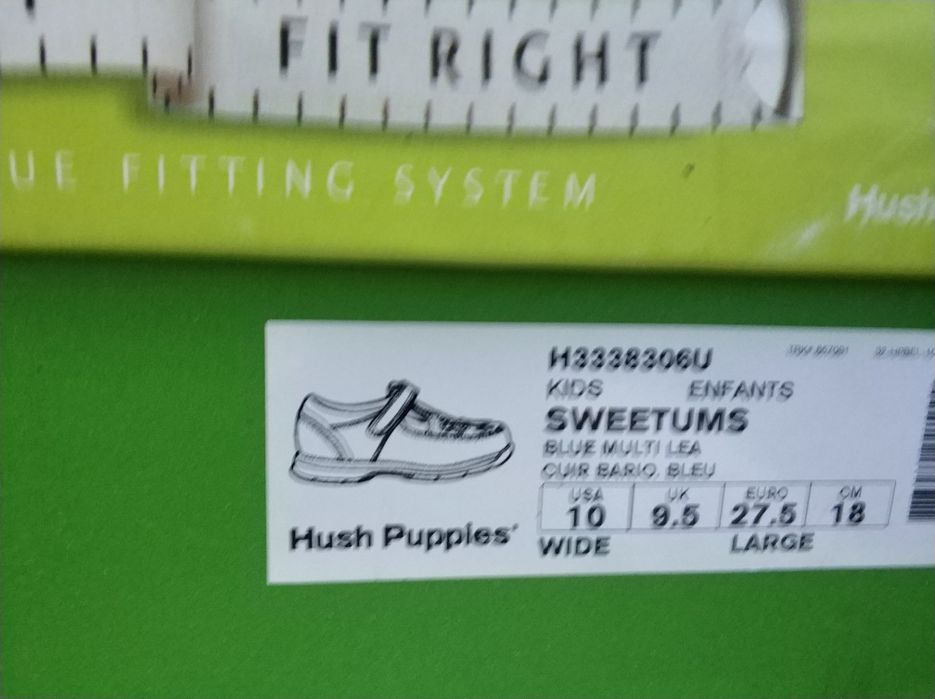 FIT RIGHT
UE FITTING SYSTEM
Hush
H3338306U
KIDS ENFANTS
SWEETUMS
BLUE MULTI LEA
CUIR BARIO. BLEU
USA UK EURO CM
10 9.5 27.5 18
WIDE LARGE
Hush Puppies